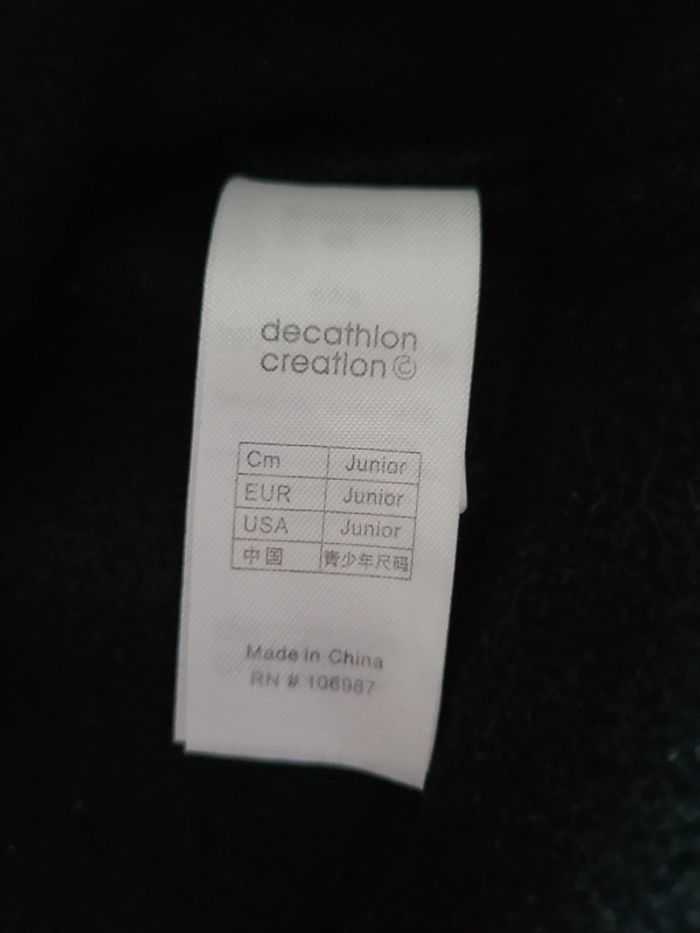 decathlon
creation ©
Cm Junior
EUR Junior
USA Junior
中国 青少年尺码
Made in China
RN # 106987